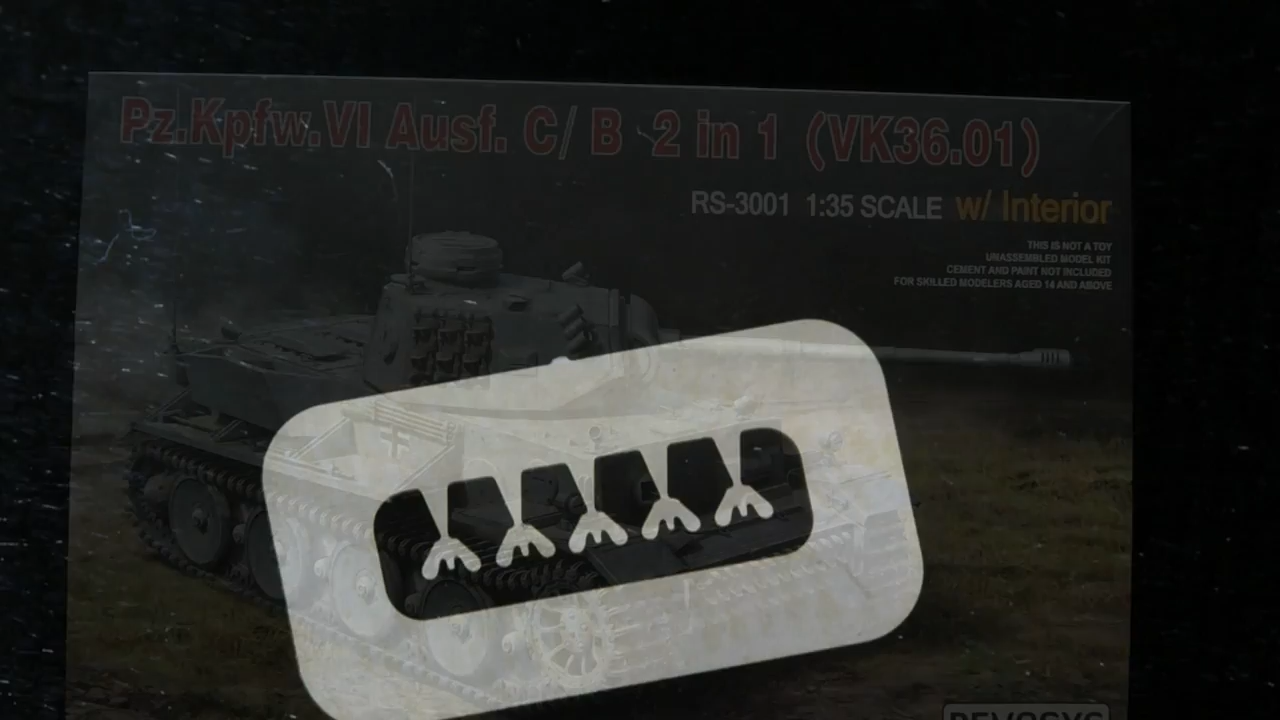 Pz.Kpfw.VI Ausf. C/ B 2 in 1 (VK36.01)
RS-3001 1:35 SCALE w/ Interior
THIS IS NOT A TOY
UNASSEMBLED MODEL KIT
CEMENT AND PAINT NOT INCLUDED
FOR SKILLED MODELERS AGED 14 AND ABOVE